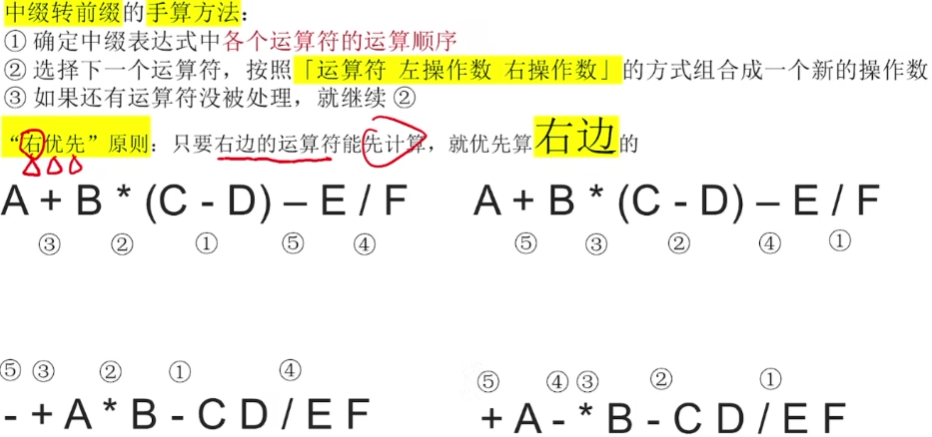 中缀转前缀的手算方法：
① 确定中缀表达式中各个运算符的运算顺序
② 选择下一个运算符，按照「运算符 左操作数 右操作数」的方式组合成一个新的操作数
③ 如果还有运算符没被处理，就继续 ②
“右优先”原则：只要右边的运算符能先计算，就优先算右边的
A + B * (C - D) – E / F
③ ② ① ⑤ ④
A + B * (C - D) – E / F
⑤ ③ ② ④ ①
⑤ ③ ② ① ④
- + A * B - C D / E F
⑤ ④ ③ ② ①
+ A - * B - C D / E F